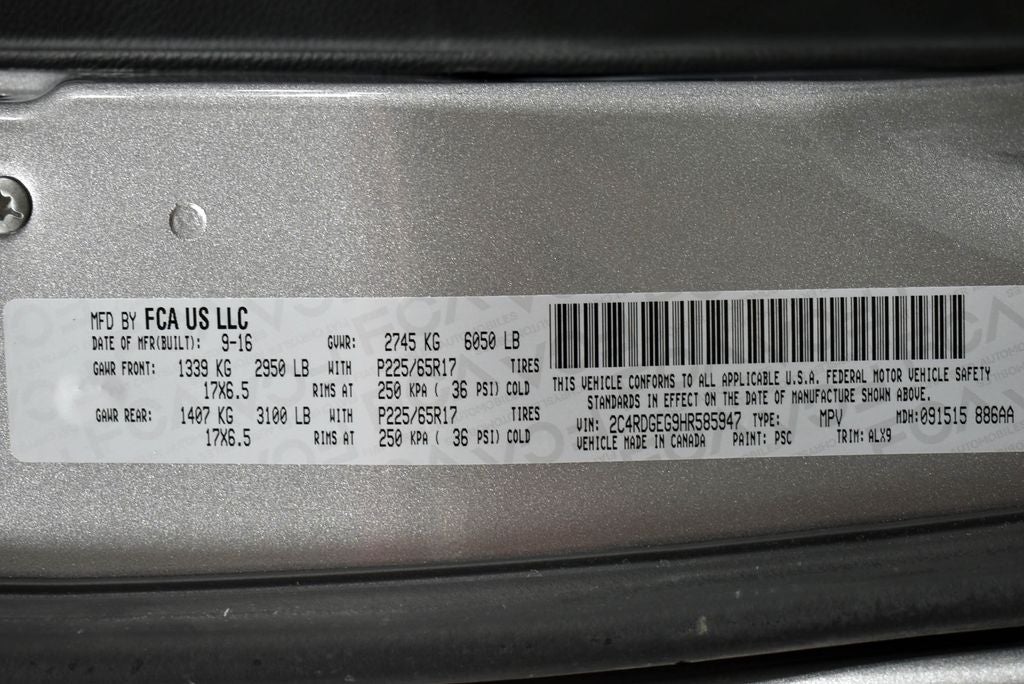 MFD BY FCA US LLC
DATE OF MFR(BUILT): 9-16 GVWR: 2745 KG 6050 LB
GAWR FRONT: 1339 KG 2950 LB WITH P225/65R17 TIRES
17X6.5 RIMS AT 250 KPA ( 36 PSI) COLD
GAWR REAR: 1407 KG 3100 LB WITH P225/65R17 TIRES
17X6.5 RIMS AT 250 KPA ( 36 PSI) COLD
THIS VEHICLE CONFORMS TO ALL APPLICABLE U.S.A. FEDERAL MOTOR VEHICLE SAFETY
STANDARDS IN EFFECT ON THE DATE OF MANUFACTURE SHOWN ABOVE.
VIN: 2C4RDGEG9HR585947 TYPE: MPV MDH: 091515 886AA
VEHICLE MADE IN CANADA PAINT: PSC TRIM: ALX9